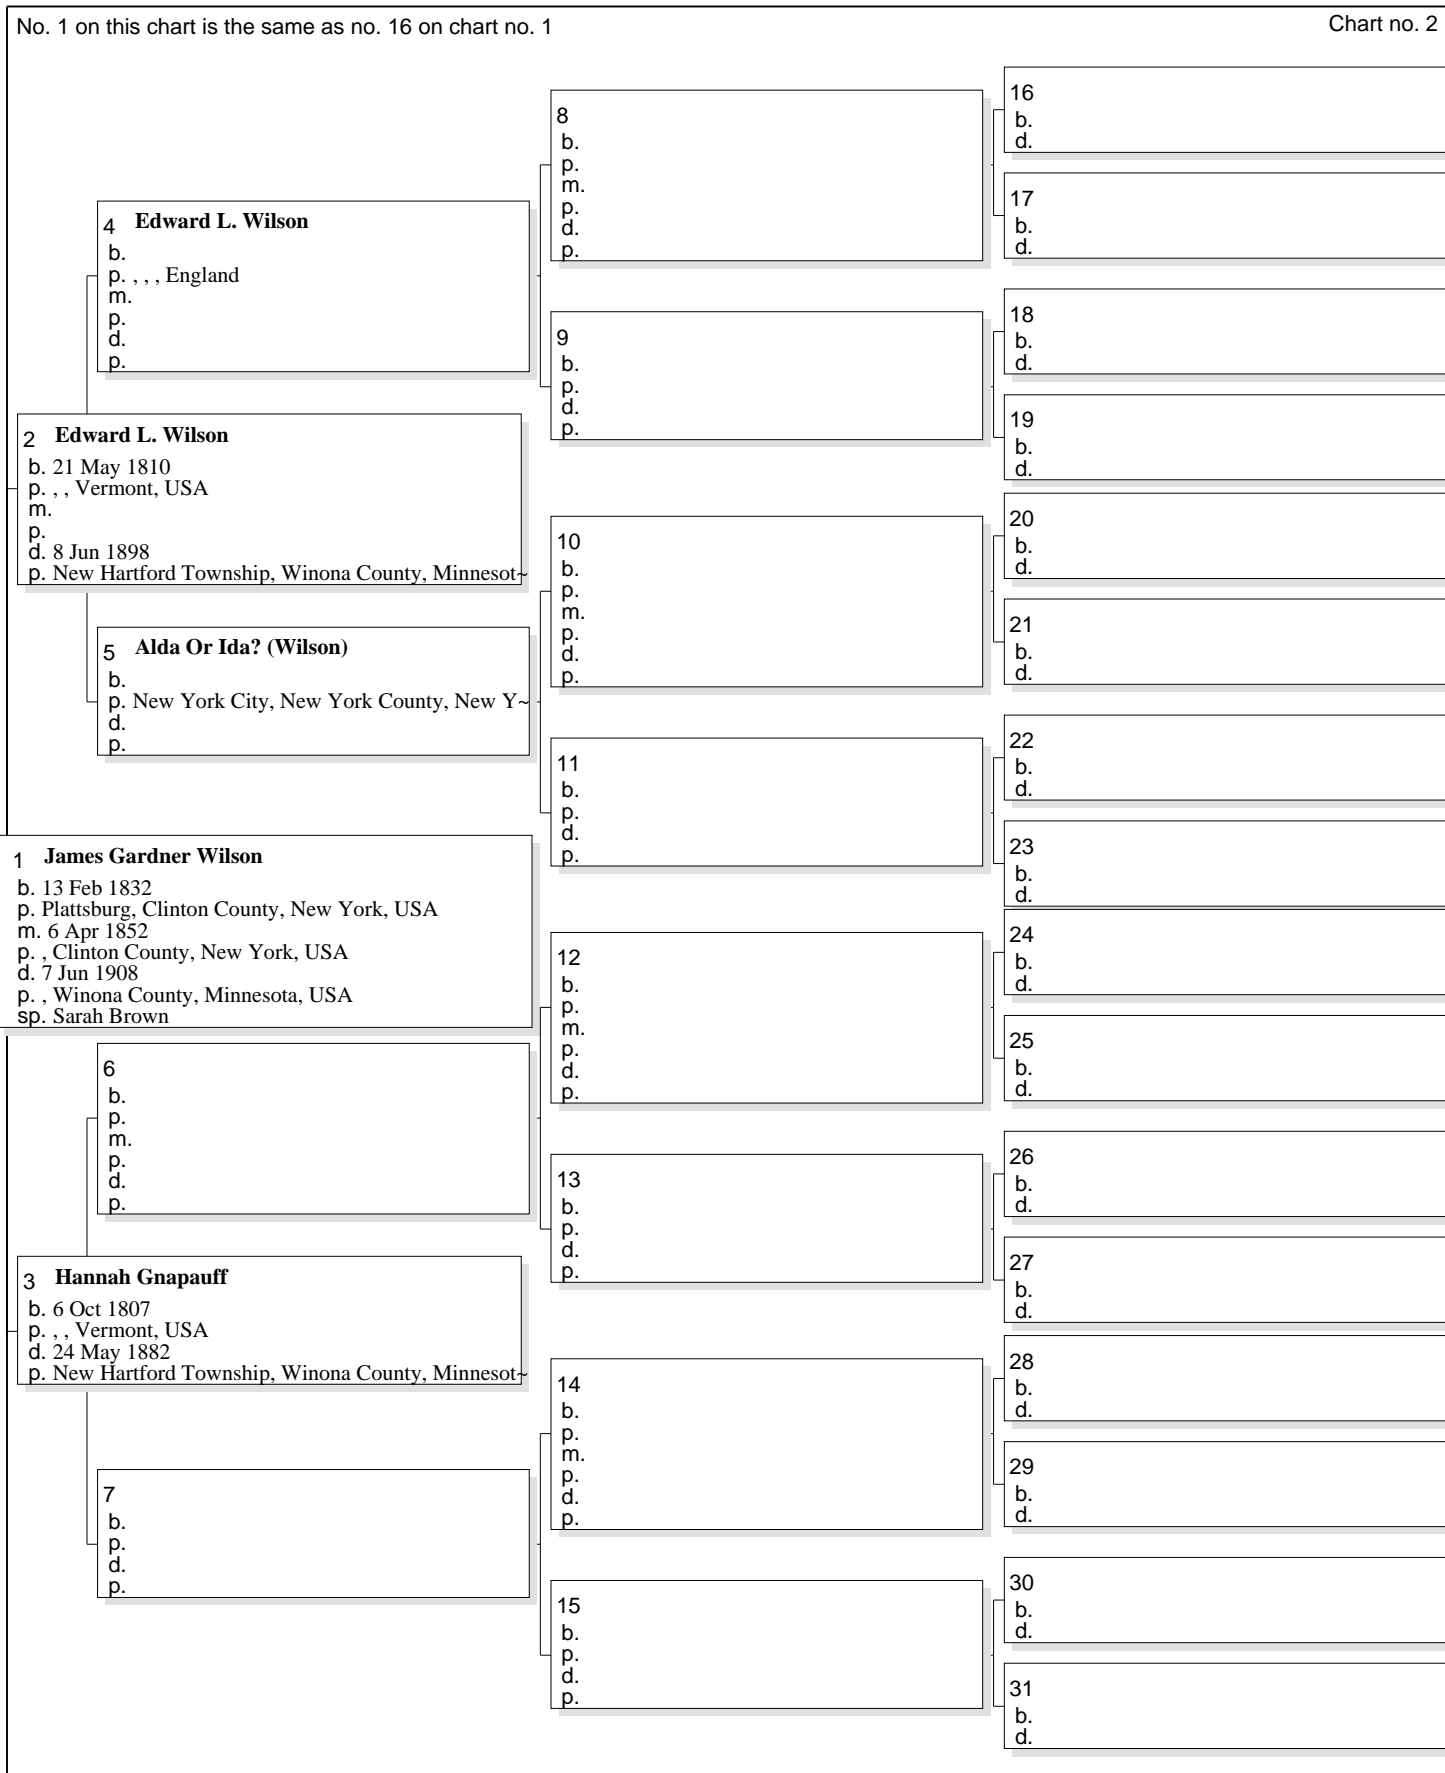 No. 1 on this chart is the same as no. 16 on chart no. 1
Chart no. 2
4 Edward L. Wilson
b.
p. , , , England
m.
p.
d.
p.
2 Edward L. Wilson
b. 21 May 1810
p. , , Vermont, USA
m.
p.
d. 8 Jun 1898
p. New Hartford Township, Winona County, Minnesot~
5 Alda Or Ida? (Wilson)
b.
p. New York City, New York County, New Y~
d.
p.
1 James Gardner Wilson
b. 13 Feb 1832
p. Plattsburg, Clinton County, New York, USA
m. 6 Apr 1852
p. , Clinton County, New York, USA
d. 7 Jun 1908
p. , Winona County, Minnesota, USA
sp. Sarah Brown
6
b.
p.
m.
p.
d.
p.
3 Hannah Gnapauff
b. 6 Oct 1807
p. , , Vermont, USA
d. 24 May 1882
p. New Hartford Township, Winona County, Minnesot~
7
b.
p.
d.
p.
8
b.
p.
m.
p.
d.
p.
9
b.
p.
d.
p.
10
b.
p.
m.
p.
d.
p.
11
b.
p.
d.
p.
12
b.
p.
m.
p.
d.
p.
13
b.
p.
d.
p.
14
b.
p.
m.
p.
d.
p.
15
b.
p.
d.
p.
16
b.
d.
17
b.
d.
18
b.
d.
19
b.
d.
20
b.
d.
21
b.
d.
22
b.
d.
23
b.
d.
24
b.
d.
25
b.
d.
26
b.
d.
27
b.
d.
28
b.
d.
29
b.
d.
30
b.
d.
31
b.
d.